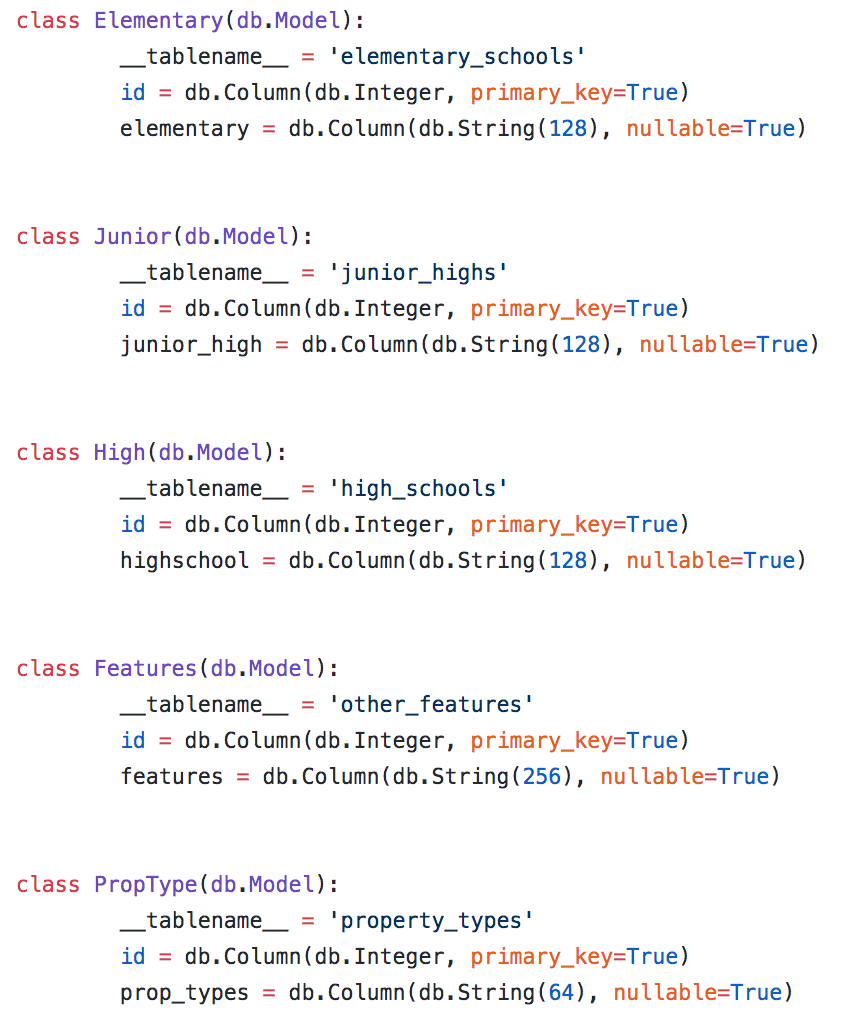 class Elementary(db.Model):
        __tablename__ = 'elementary_schools'
        id = db.Column(db.Integer, primary_key=True)
        elementary = db.Column(db.String(128), nullable=True)
class Junior(db.Model):
        __tablename__ = 'junior_highs'
        id = db.Column(db.Integer, primary_key=True)
        junior_high = db.Column(db.String(128), nullable=True)
class High(db.Model):
        __tablename__ = 'high_schools'
        id = db.Column(db.Integer, primary_key=True)
        highschool = db.Column(db.String(128), nullable=True)
class Features(db.Model):
        __tablename__ = 'other_features'
        id = db.Column(db.Integer, primary_key=True)
        features = db.Column(db.String(256), nullable=True)
class PropType(db.Model):
        __tablename__ = 'property_types'
        id = db.Column(db.Integer, primary_key=True)
        prop_types = db.Column(db.String(64), nullable=True)